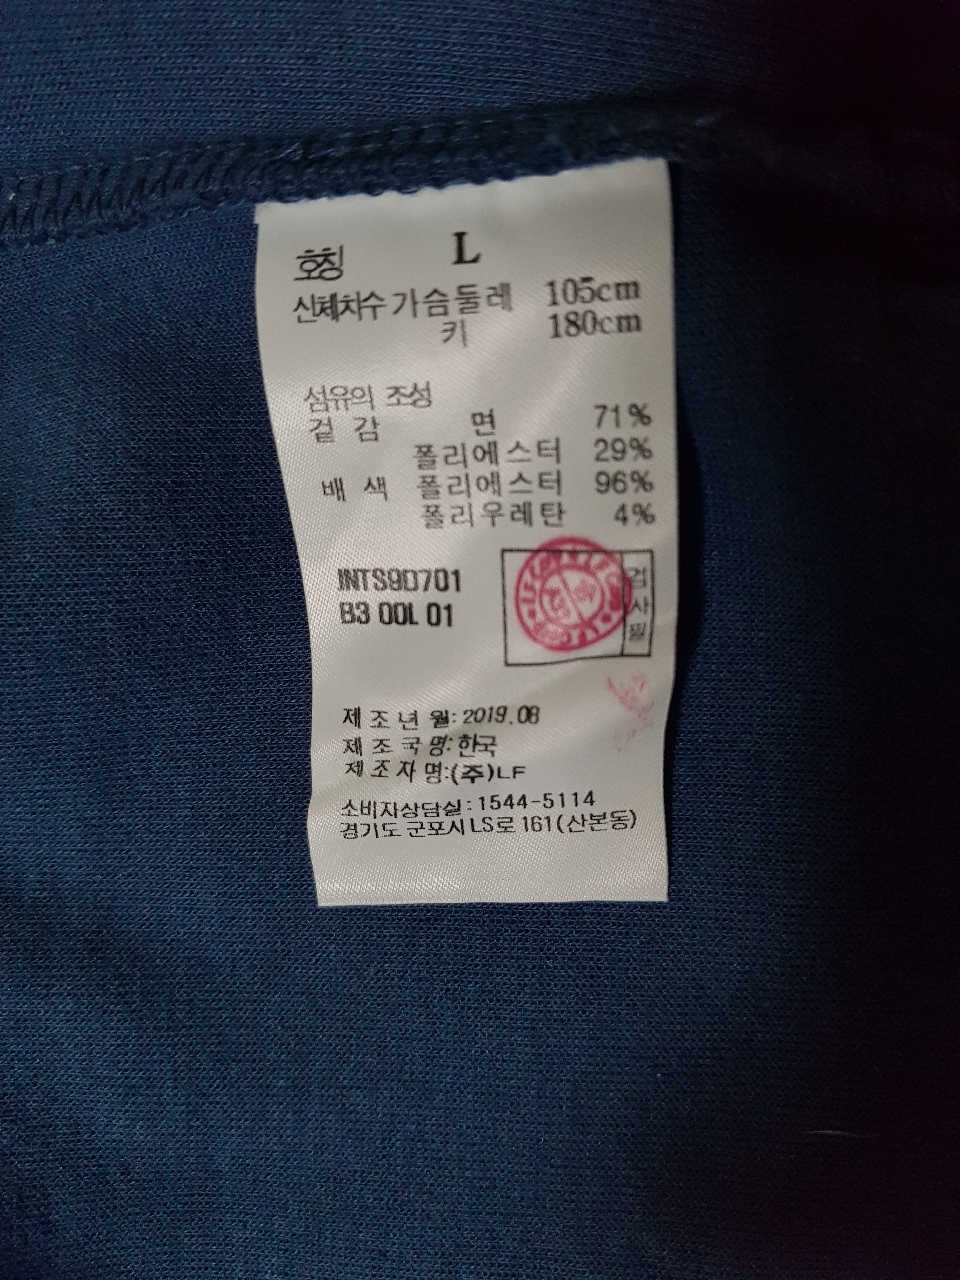 호칭 L
신체치수 가슴둘레 105cm
키 180cm
섬유의 조성
겉감 면 71%
폴리에스터 29%
배색 폴리에스터 96%
폴리우레탄 4%
INTS9D701
B3 00L 01
검사필
제조년월: 2019.08
제조국명: 한국
제조자명:(주)LF
소비자상담실: 1544-5114
경기도 군포시 LS로 161(산본동)